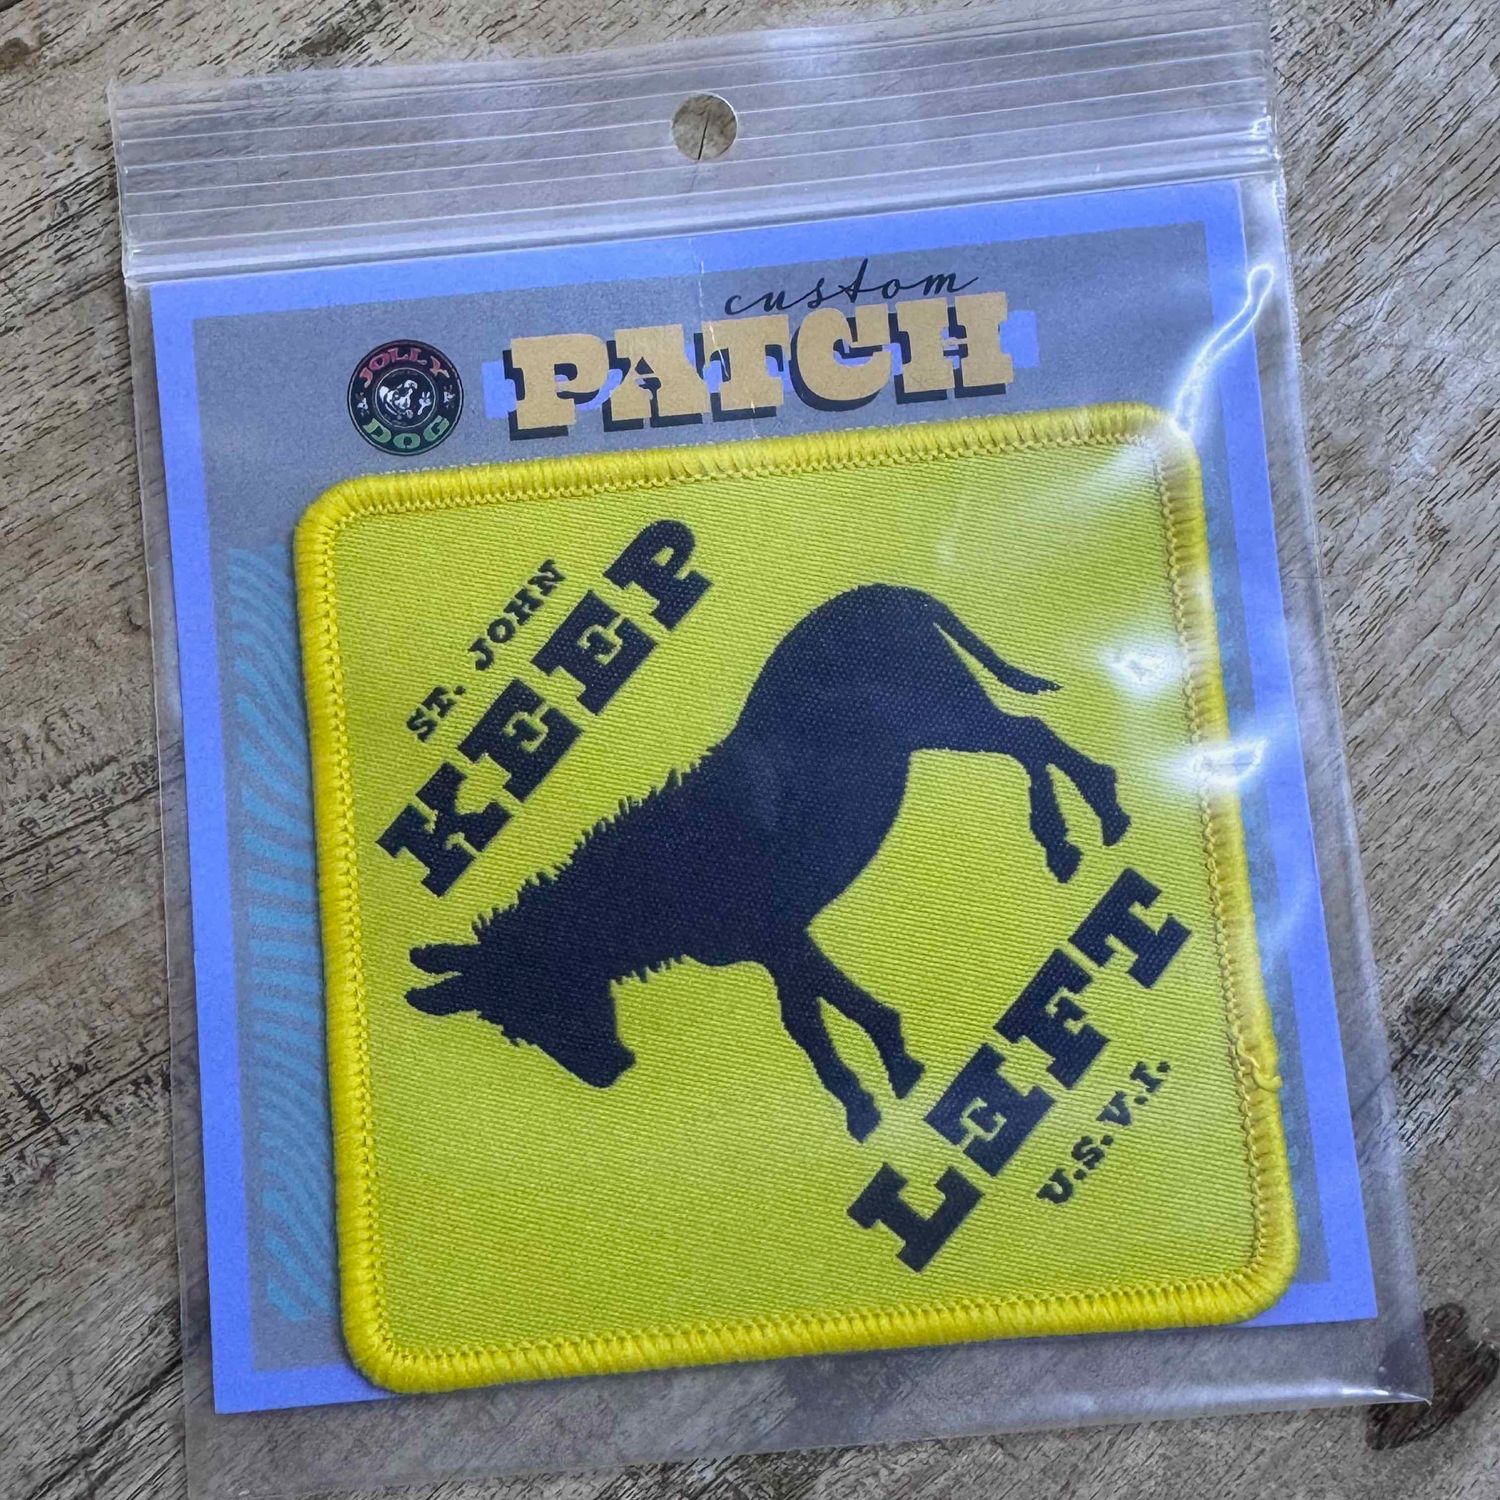 JOLLY
DOG
custom
PATCH
ST. JOHN
KEEP
LEFT
U.S.V.I.